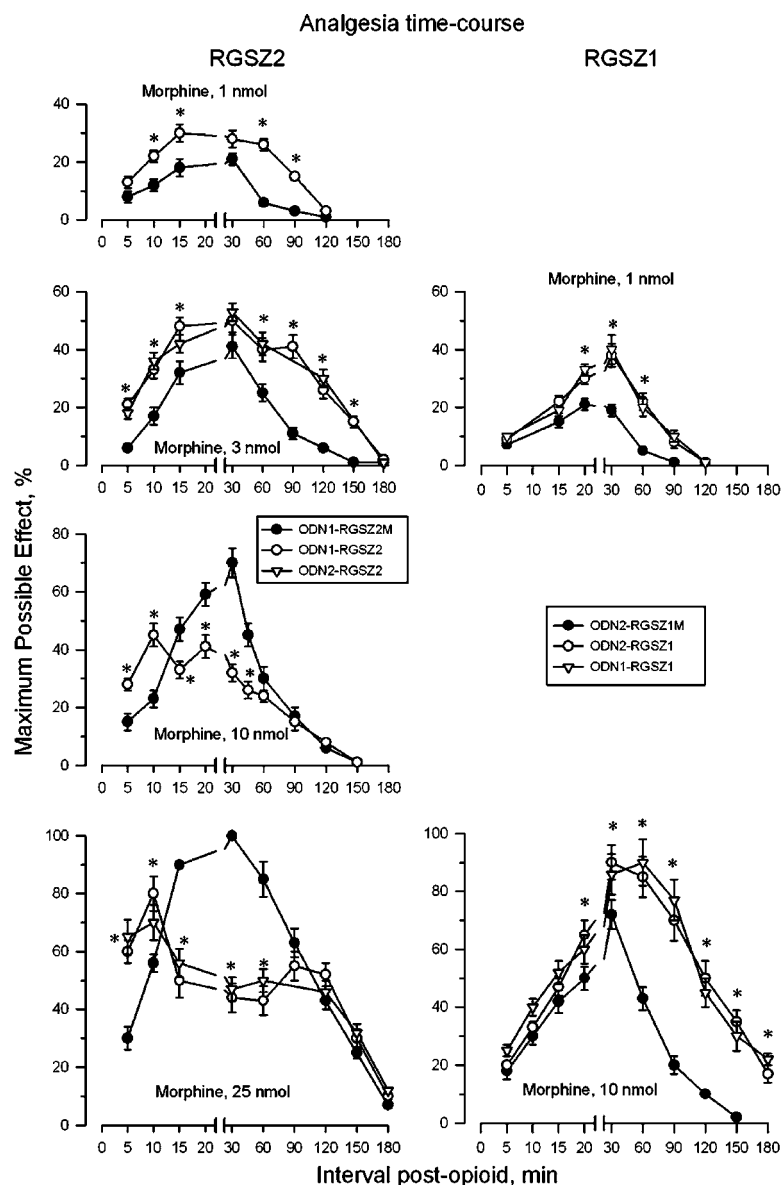 Analgesia time-course
RGSZ2
RGSZ1
Morphine, 1 nmol
40
30
20
10
0
* * * *
0 5 10 15 20 30 60 90 120 150 180
60
40
20
0
* * * * * * *
Morphine, 3 nmol
0 5 10 15 20 30 60 90 120 150 180
Morphine, 1 nmol
60
40
20
0
* * *
0 5 10 15 20 30 60 90 120 150 180
Maximum Possible Effect, %
80
60
40
20
0
ODN1-RGSZ2M
ODN1-RGSZ2
ODN2-RGSZ2
* * * * * *
Morphine, 10 nmol
0 5 10 15 20 30 60 90 120 150 180
ODN2-RGSZ1M
ODN2-RGSZ1
ODN1-RGSZ1
100
80
60
40
20
0
* * * * *
Morphine, 25 nmol
0 5 10 15 20 30 60 90 120 150 180
100
80
60
40
20
0
* * * * * * *
Morphine, 10 nmol
0 5 10 15 20 30 60 90 120 150 180
Interval post-opioid, min